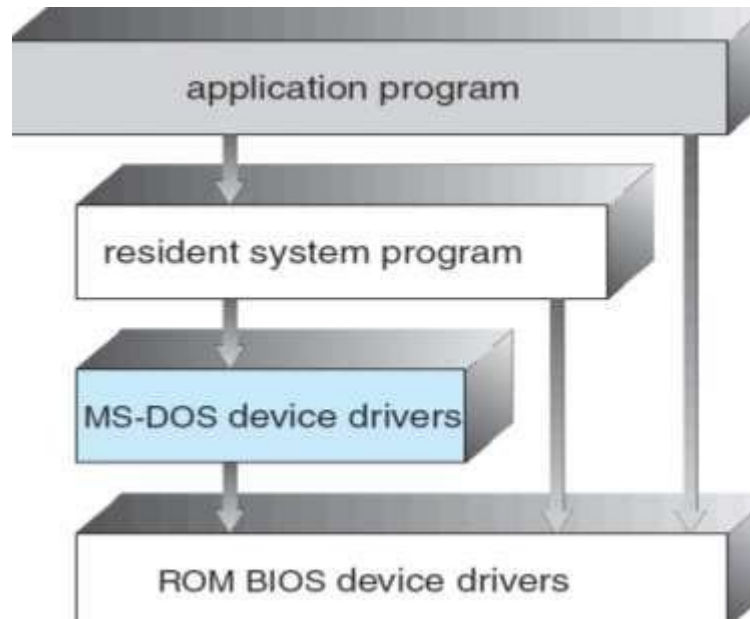 application program
resident system program
MS-DOS device drivers
ROM BIOS device drivers